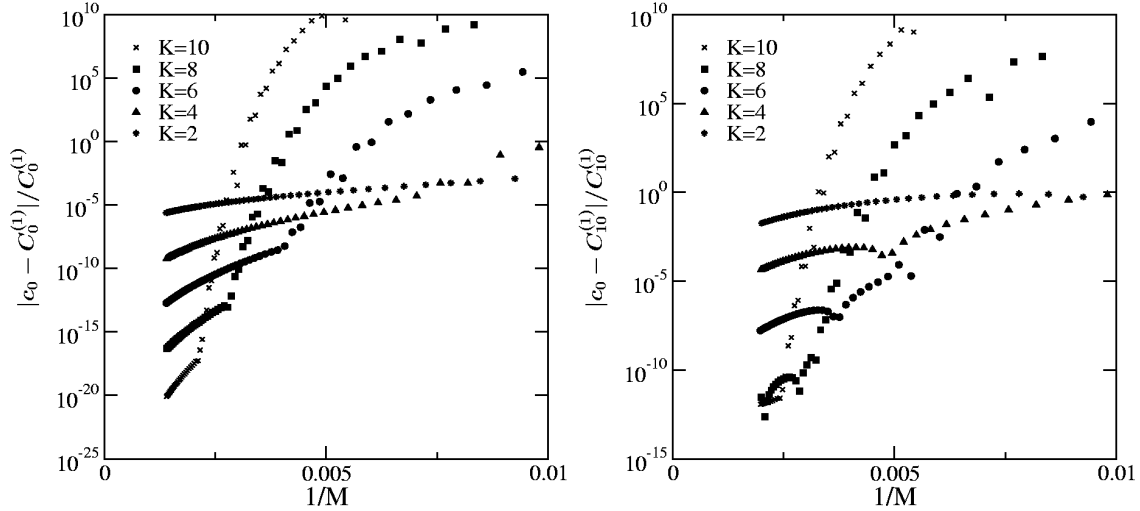 10^10
10^5
10^0
10^-5
10^-10
10^-15
10^-20
10^-25
|c_0 − C_0^(1)|/C_0^(1)
× K=10
■ K=8
● K=6
▲ K=4
✶ K=2
0
0.005
0.01
1/M
10^10
10^5
10^0
10^-5
10^-10
10^-15
|c_0 − C_10^(1)|/C_10^(1)
× K=10
■ K=8
● K=6
▲ K=4
✶ K=2
0
0.005
0.01
1/M